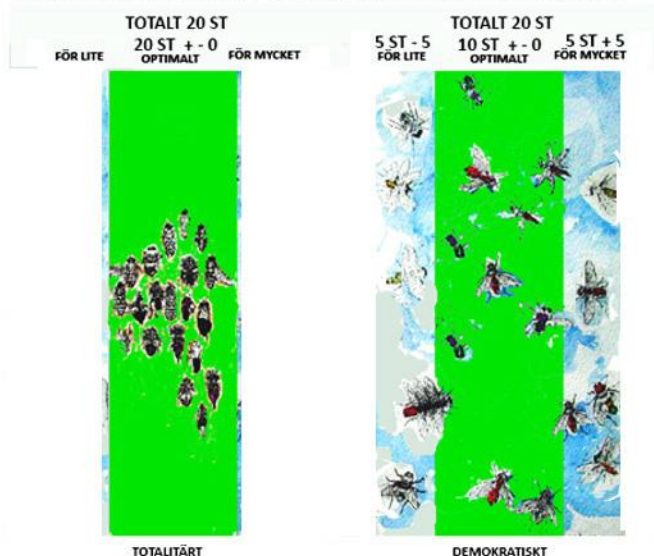 TOTALT 20 ST
20 ST + - 0
FÖR LITE OPTIMALT FÖR MYCKET
TOTALITÄRT
TOTALT 20 ST
5 ST - 5 10 ST + - 0 5 ST + 5
FÖR LITE OPTIMALT FÖR MYCKET
DEMOKRATISKT